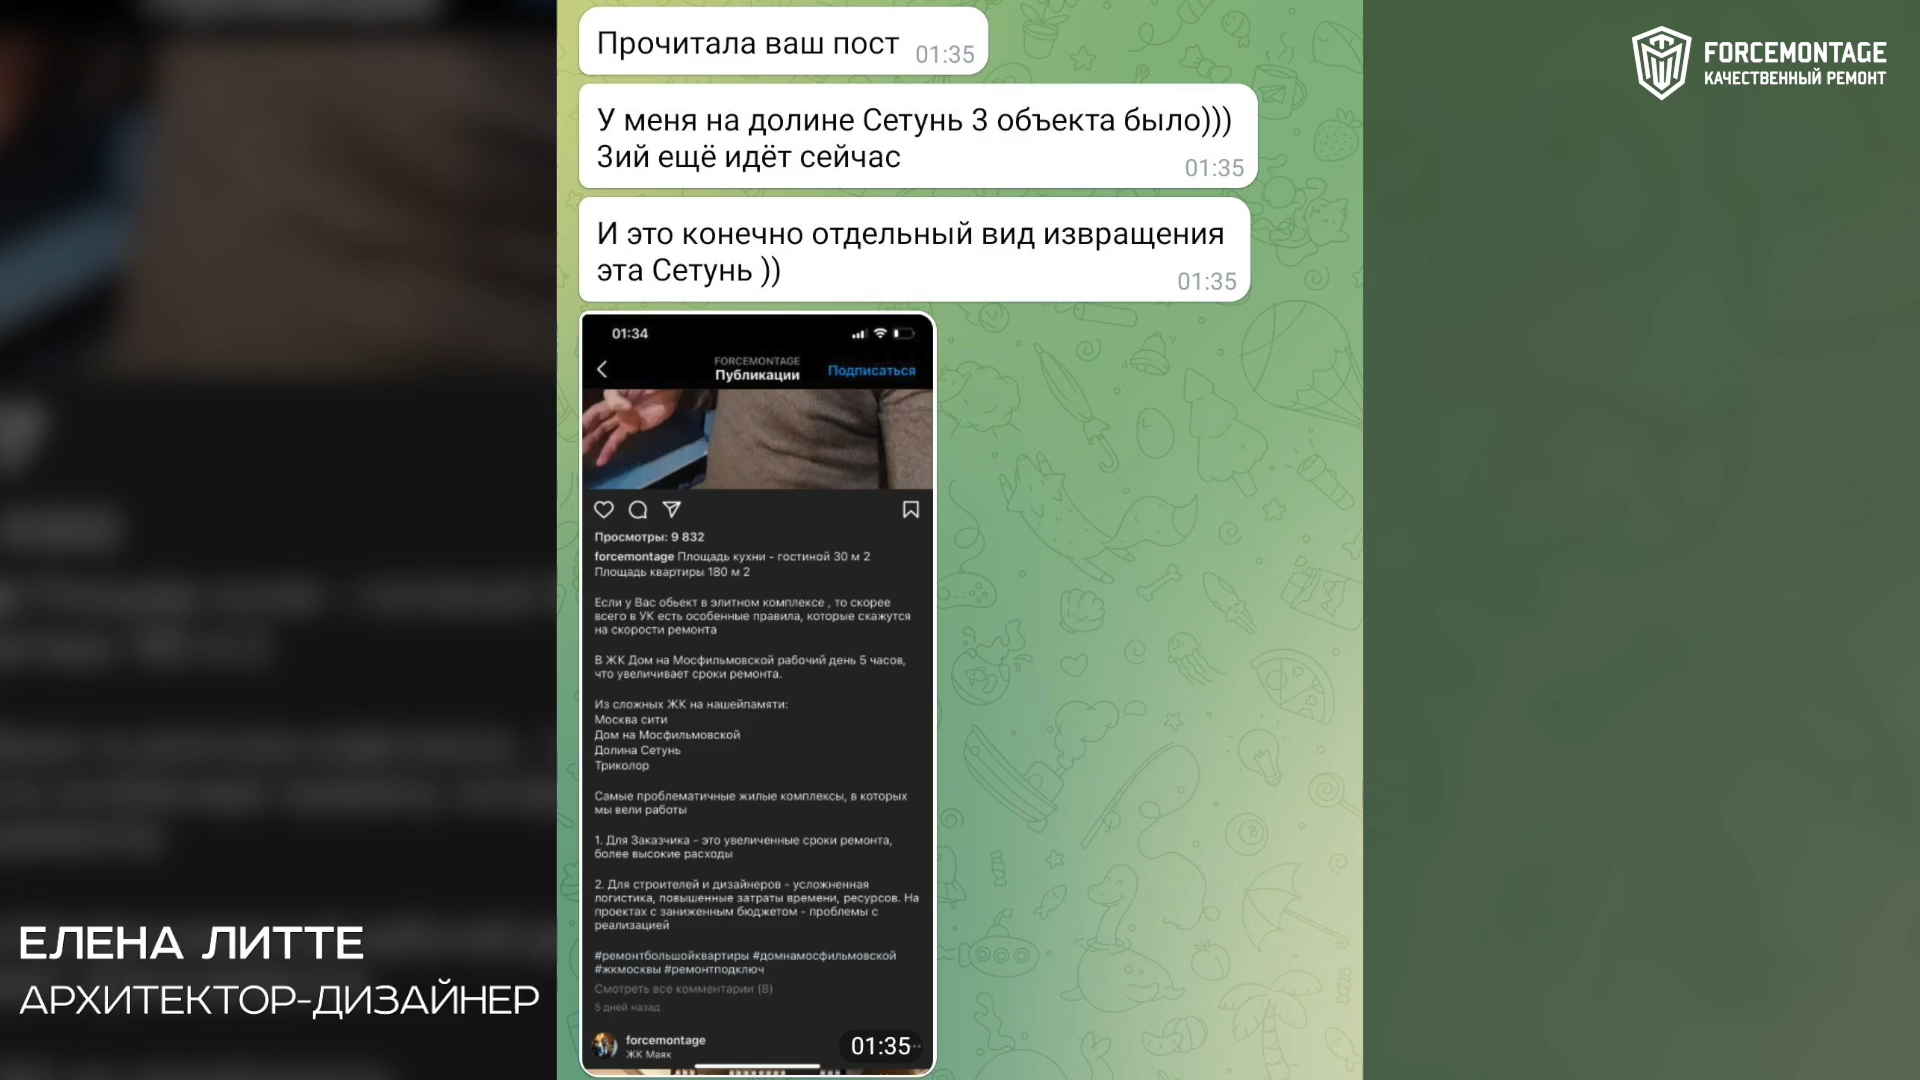 Прочитала ваш пост 01:35
У меня на долине Сетунь 3 объекта было)))
3ий ещё идёт сейчас 01:35
И это конечно отдельный вид извращения
эта Сетунь )) 01:35
01:34
FORCEMONTAGE
Публикации
Подписаться
Просмотры: 9 832
forcemontage Площадь кухни - гостиной 30 м 2
Площадь квартиры 180 м 2
Если у Вас обьект в элитном комплексе , то скорее
всего в УК есть особенные правила, которые скажутся
на скорости ремонта
В ЖК Дом на Мосфильмовской рабочий день 5 часов,
что увеличивает сроки ремонта.
Из сложных ЖК на нашейпамяти:
Москва сити
Дом на Мосфильмовской
Долина Сетунь
Триколор
Самые проблематичные жилые комплексы, в которых
мы вели работы
1. Для Заказчика - это увеличенные сроки ремонта,
более высокие расходы
2. Для строителей и дизайнеров - усложненная
логистика, повышенные затраты времени, ресурсов. На
проектах с заниженным бюджетом - проблемы с
реализацией
#ремонтбольшойквартиры #домнамосфильмовской
#жкмосквы #ремонтподключ
Смотреть все комментарии (8)
5 дней назад
forcemontage
ЖК Маяк
01:35
FORCEMONTAGE
КАЧЕСТВЕННЫЙ РЕМОНТ
ЕЛЕНА ЛИТТЕ
АРХИТЕКТОР-ДИЗАЙНЕР